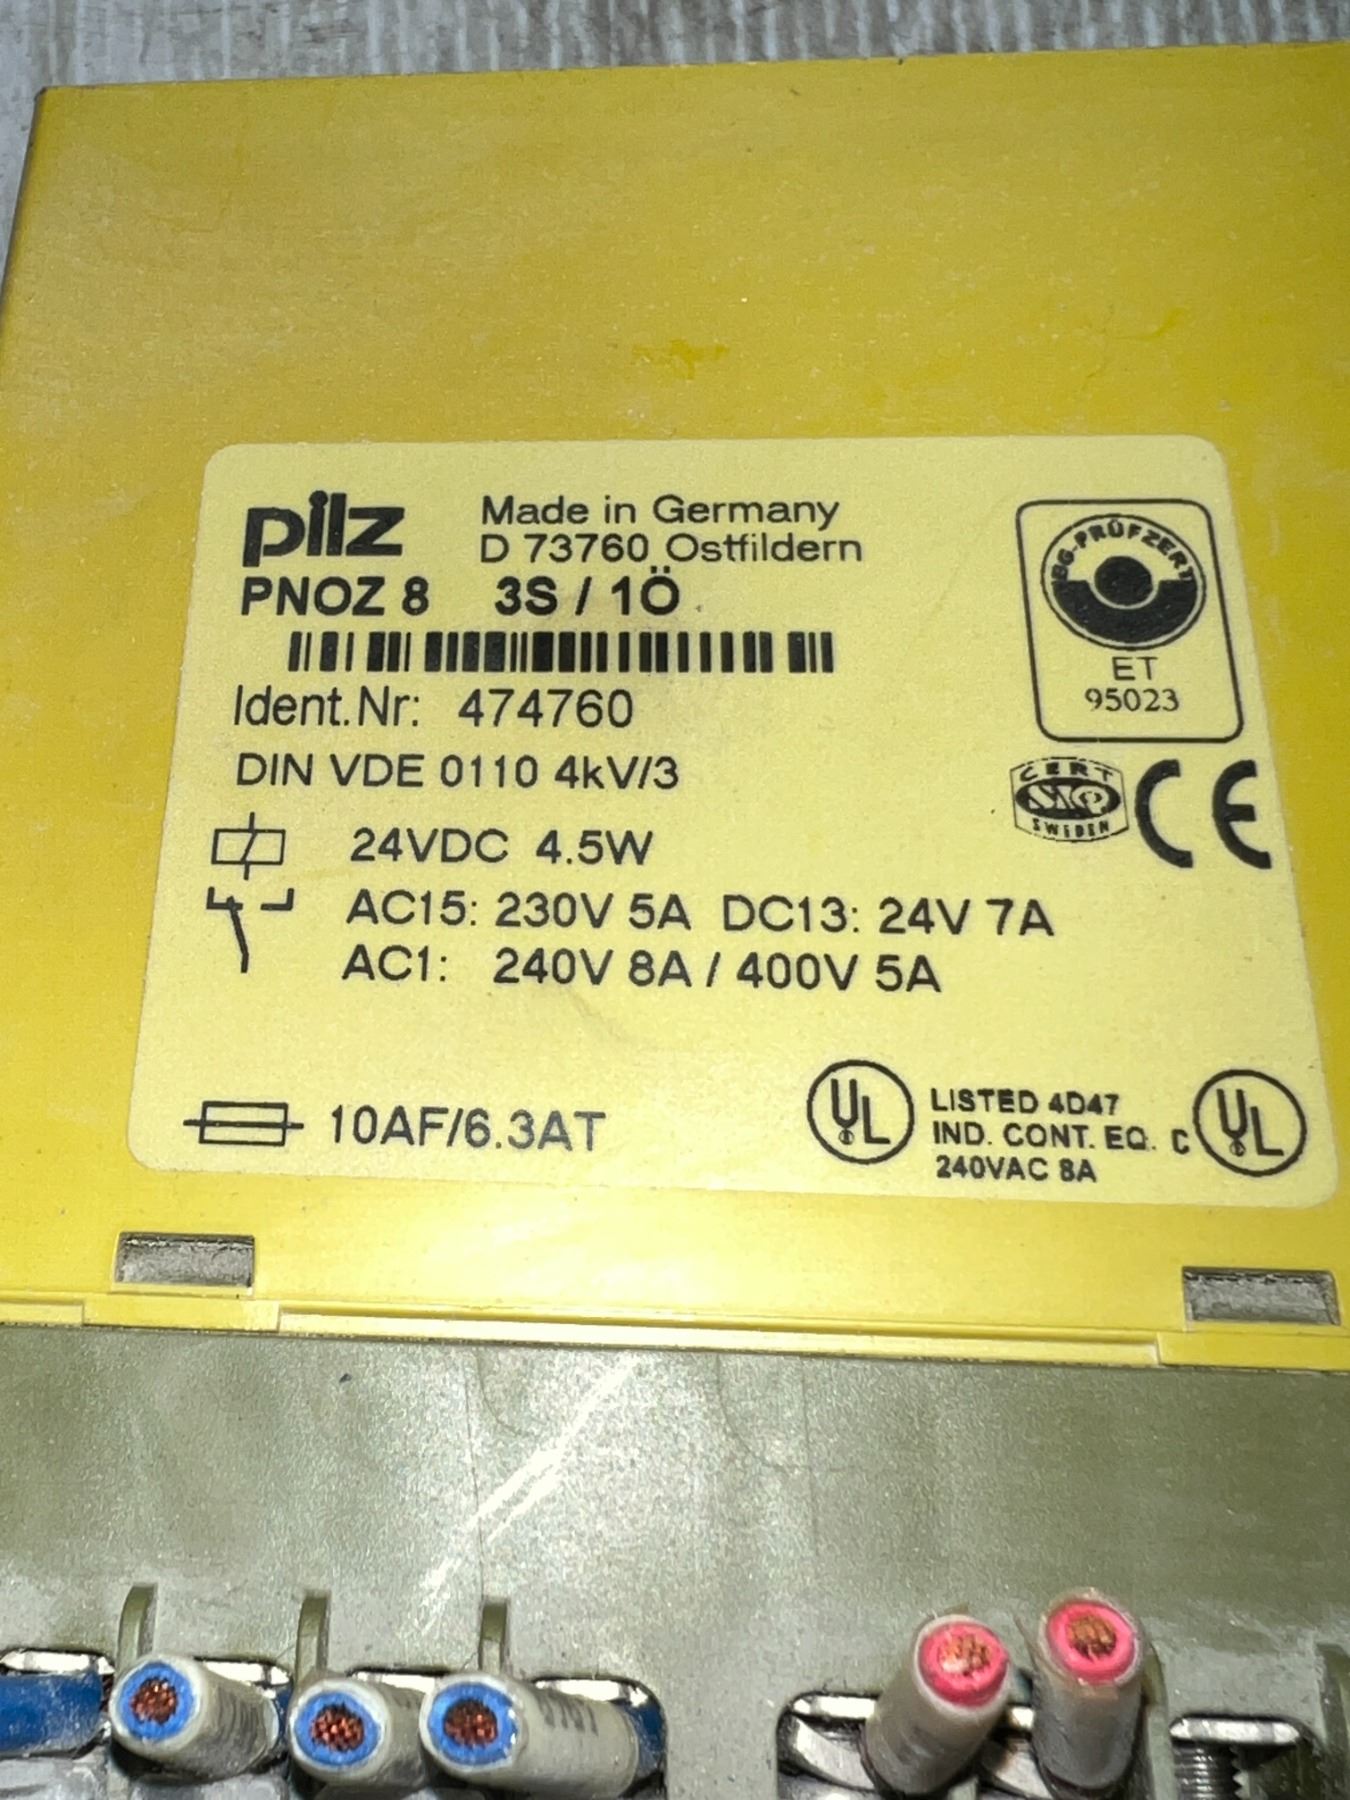 pilz Made in Germany
D 73760 Ostfildern
PNOZ 8 3S / 1Ö
Ident.Nr: 474760
DIN VDE 0110 4kV/3
24VDC 4.5W
AC15: 230V 5A DC13: 24V 7A
AC1: 240V 8A / 400V 5A
10AF/6.3AT
BG-PRÜFZERT
ET
95023
CERT
SWEDEN
CE
UL LISTED 4D47
IND. CONT. EQ. C UL
240VAC 8A